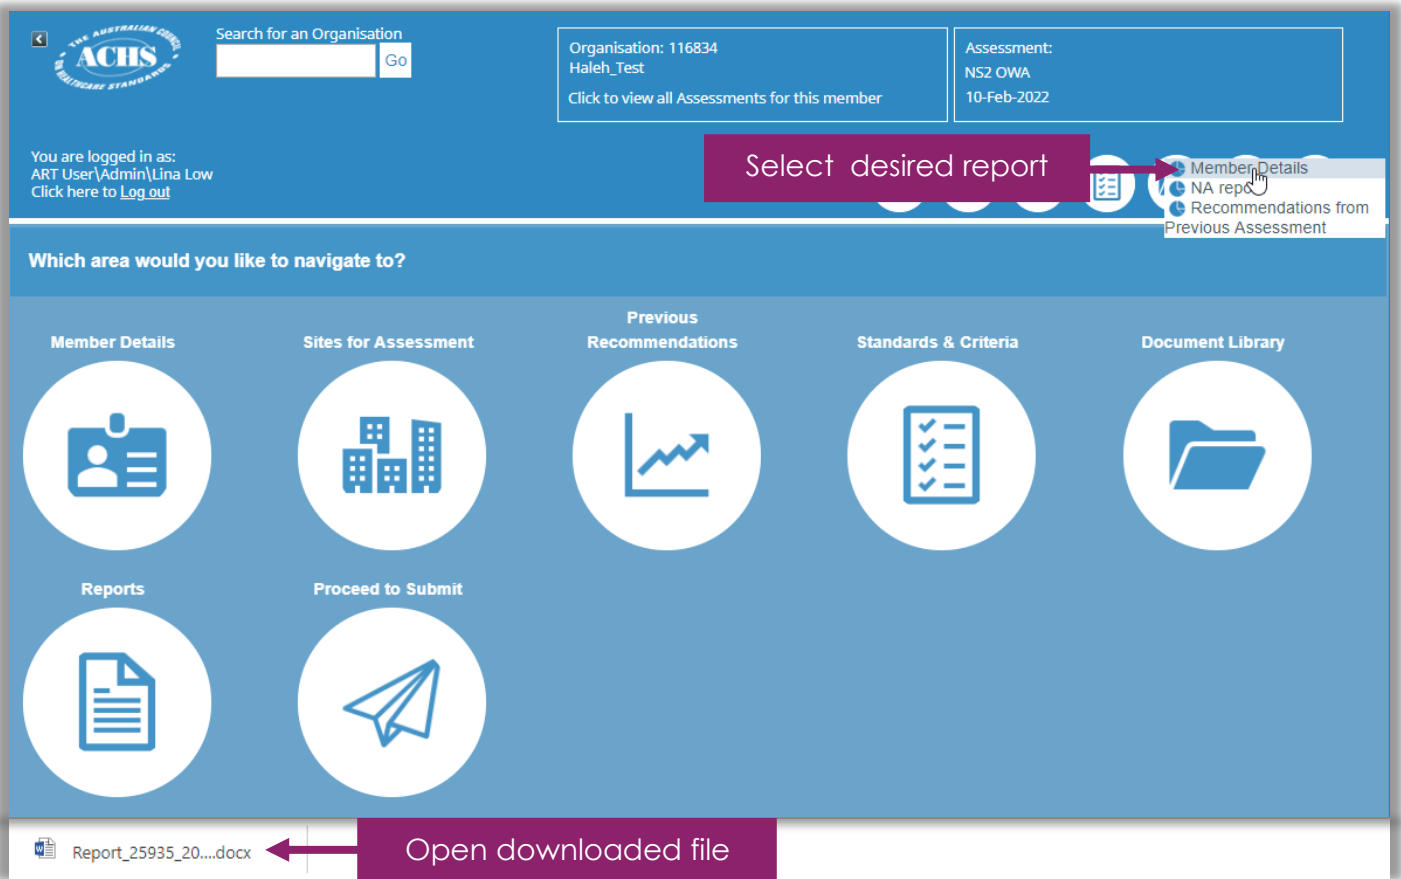 THE AUSTRALIAN COUNCIL
ACHS
ON HEALTHCARE STANDARDS
Search for an Organisation
Go
Organisation: 116834
Haleh_Test
Click to view all Assessments for this member
Assessment:
NS2 OWA
10-Feb-2022
You are logged in as:
ART User\Admin\Lina Low
Click here to Log out
Select desired report
Member Details
NA report
Recommendations from
Previous Assessment
Which area would you like to navigate to?
Member Details
Sites for Assessment
Previous
Recommendations
Standards & Criteria
Document Library
Reports
Proceed to Submit
Report_25935_20....docx
Open downloaded file